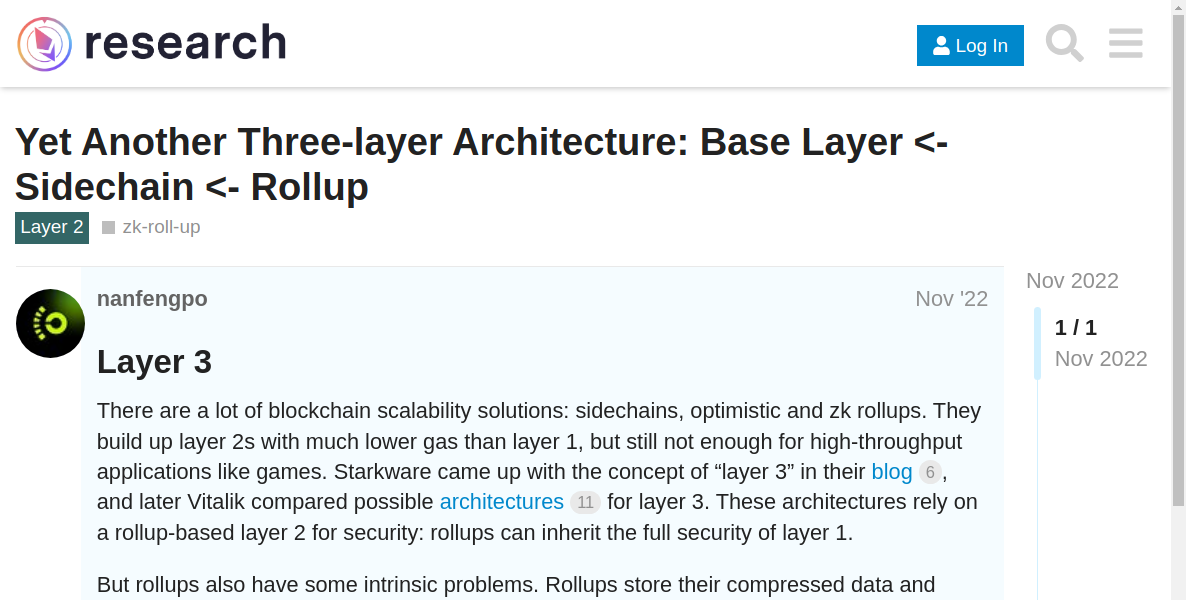 research
Log In
Yet Another Three-layer Architecture: Base Layer <-
Sidechain <- Rollup
Layer 2
zk-roll-up
nanfengpo
Nov '22
Nov 2022
1 / 1
Nov 2022
Layer 3
There are a lot of blockchain scalability solutions: sidechains, optimistic and zk rollups. They
build up layer 2s with much lower gas than layer 1, but still not enough for high-throughput
applications like games. Starkware came up with the concept of “layer 3” in their blog 6,
and later Vitalik compared possible architectures 11 for layer 3. These architectures rely on
a rollup-based layer 2 for security: rollups can inherit the full security of layer 1.
But rollups also have some intrinsic problems. Rollups store their compressed data and